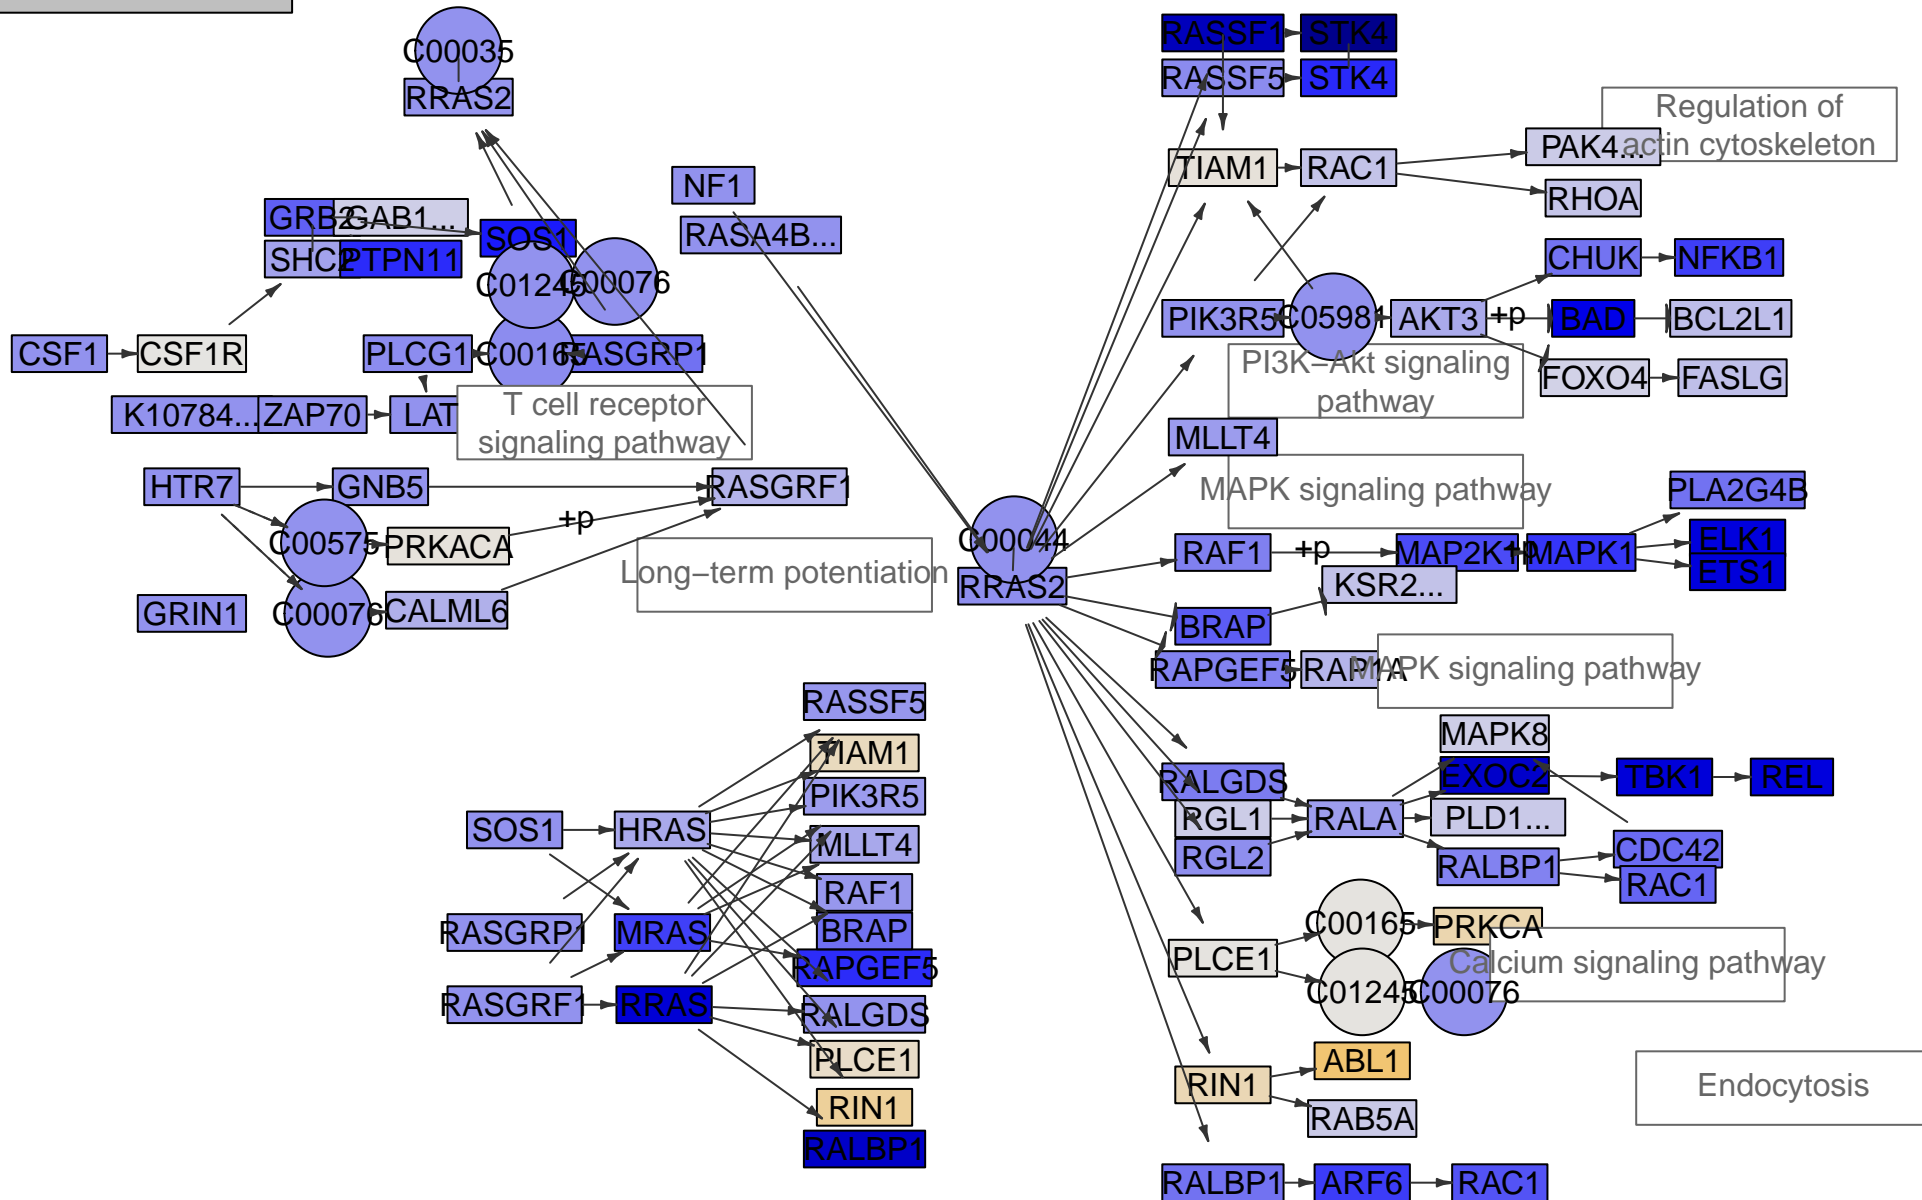 C00035
RRAS2
RASSF1
STK4
RASSF5
STK4
Regulation of
actin cytoskeleton
PAK4...
TIAM1
RAC1
RHOA
NF1
RASA4B...
GRB2
GAB1...
SOS1
SHC2
PTPN11
C01245
C00076
CHUK
NFKB1
PIK3R5
C05981
AKT3
+p
BAD
BCL2L1
CSF1
CSF1R
PLCG1
C00165
RASGRP1
PI3K–Akt signaling
pathway
FOXO4
FASLG
K10784...
ZAP70
LAT
T cell receptor
signaling pathway
MLLT4
HTR7
GNB5
RASGRF1
MAPK signaling pathway
PLA2G4B
+p
C00575
PRKACA
C00044
RAF1
+p
MAP2K1
+p
MAPK1
ELK1
ETS1
Long–term potentiation
RRAS2
KSR2...
GRIN1
C00076
CALML6
BRAP
RAPGEF5
RAP1A
MAPK signaling pathway
RASSF5
TIAM1
PIK3R5
MAPK8
RALGDS
EXOC2
TBK1
REL
SOS1
HRAS
MLLT4
RGL1
RALA
PLD1...
RGL2
RALBP1
CDC42
RAC1
RAF1
RASGRP1
MRAS
BRAP
RAPGEF5
C00165
PRKCA
PLCE1
Calcium signaling pathway
C01245
C00076
RASGRF1
RRAS
RALGDS
PLCE1
RIN1
RALBP1
RIN1
ABL1
RAB5A
Endocytosis
RALBP1
ARF6
RAC1